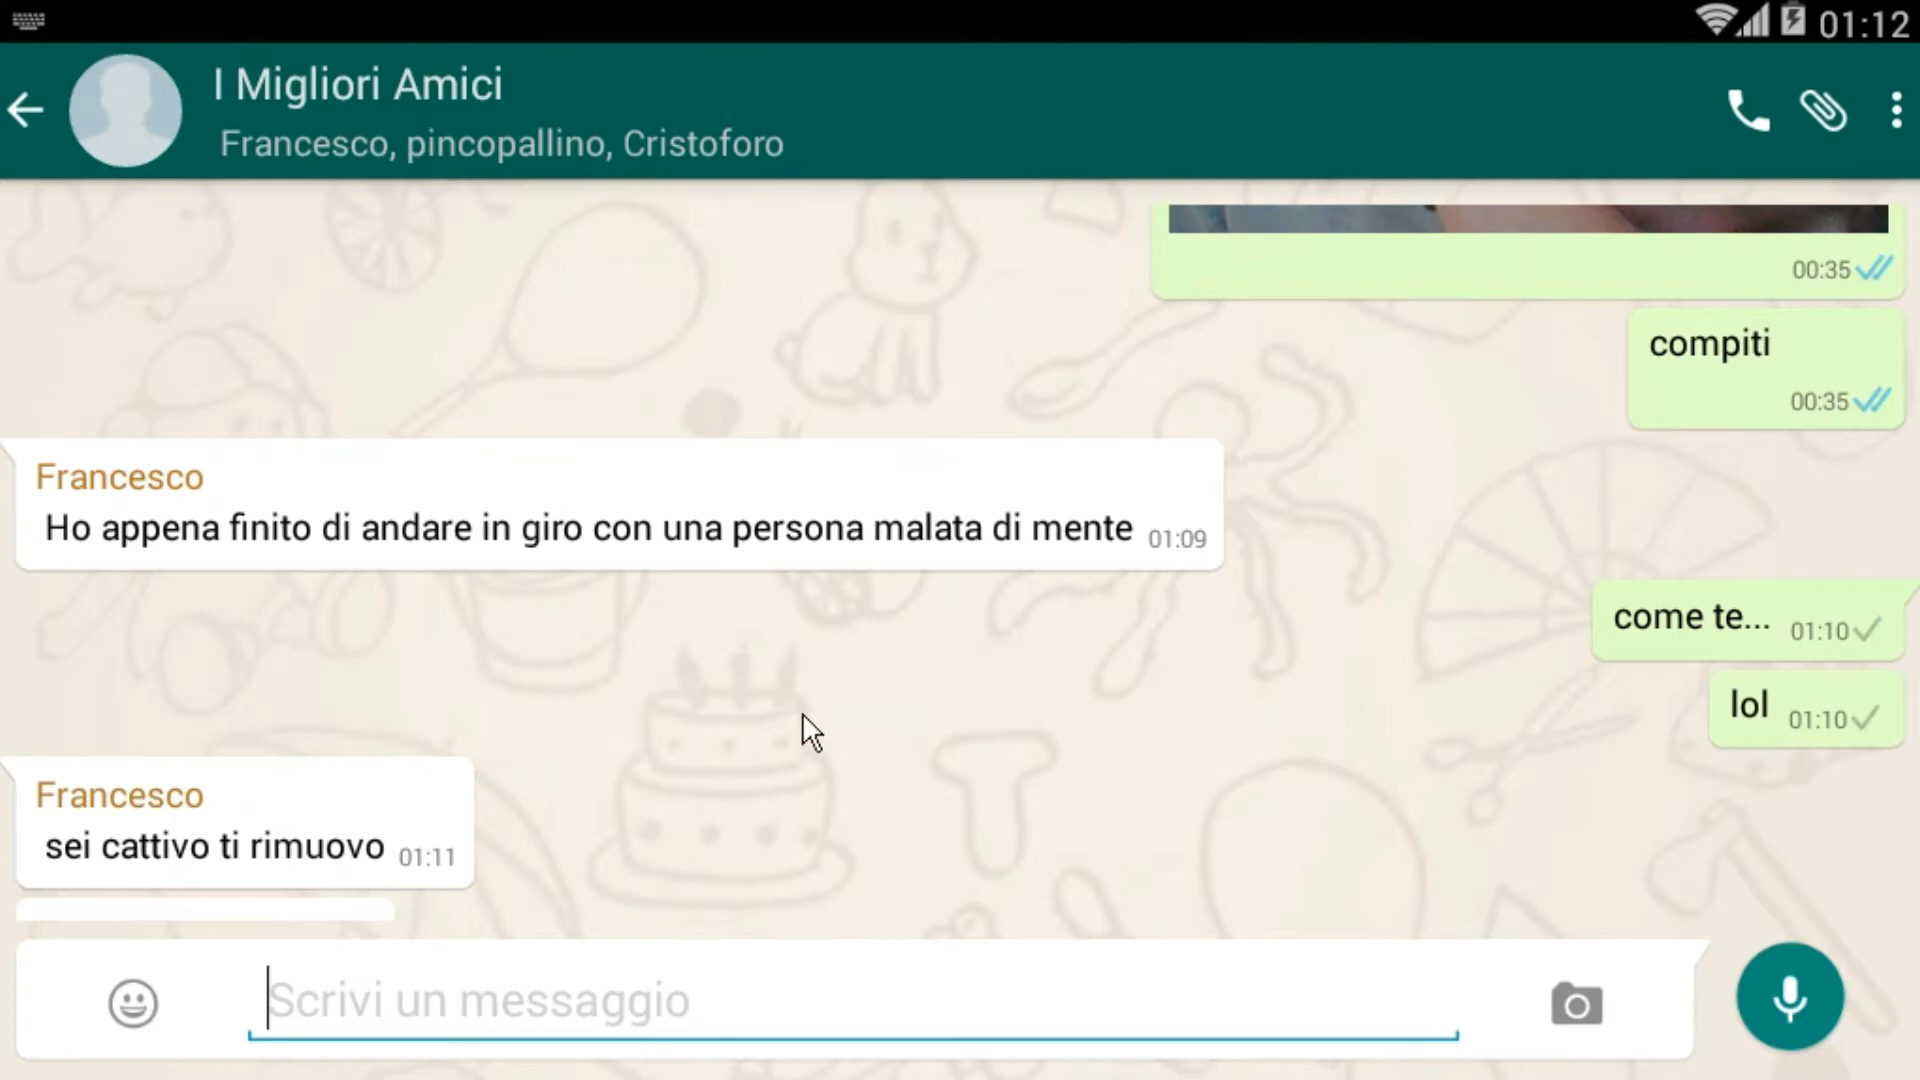 01:12
I Migliori Amici
Francesco, pincopallino, Cristoforo
00:35
compiti
00:35
Francesco
Ho appena finito di andare in giro con una persona malata di mente 01:09
come te... 01:10
lol 01:10
Francesco
sei cattivo ti rimuovo 01:11
Scrivi un messaggio